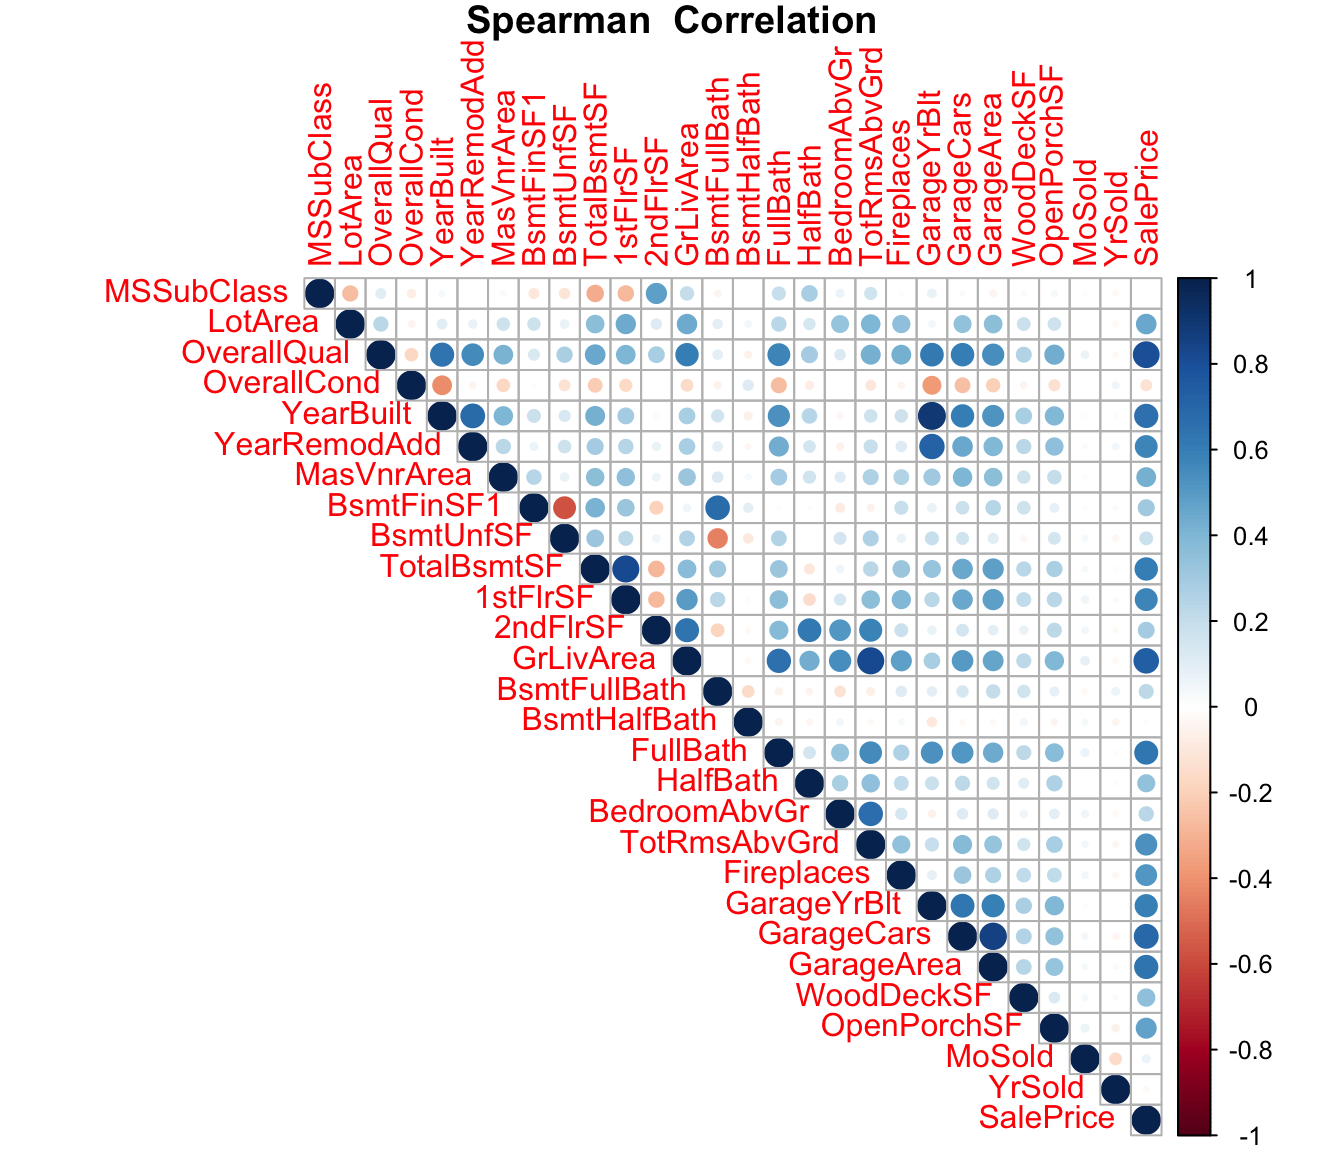 Spearman  Correlation
MSSubClass
LotArea
OverallQual
OverallCond
YearBuilt
YearRemodAdd
MasVnrArea
BsmtFinSF1
BsmtUnfSF
TotalBsmtSF
1stFlrSF
2ndFlrSF
GrLivArea
BsmtFullBath
BsmtHalfBath
FullBath
HalfBath
BedroomAbvGr
TotRmsAbvGrd
Fireplaces
GarageYrBlt
GarageCars
GarageArea
WoodDeckSF
OpenPorchSF
MoSold
YrSold
SalePrice
MSSubClass
LotArea
OverallQual
OverallCond
YearBuilt
YearRemodAdd
MasVnrArea
BsmtFinSF1
BsmtUnfSF
TotalBsmtSF
1stFlrSF
2ndFlrSF
GrLivArea
BsmtFullBath
BsmtHalfBath
FullBath
HalfBath
BedroomAbvGr
TotRmsAbvGrd
Fireplaces
GarageYrBlt
GarageCars
GarageArea
WoodDeckSF
OpenPorchSF
MoSold
YrSold
SalePrice
1
0.8
0.6
0.4
0.2
0
-0.2
-0.4
-0.6
-0.8
-1